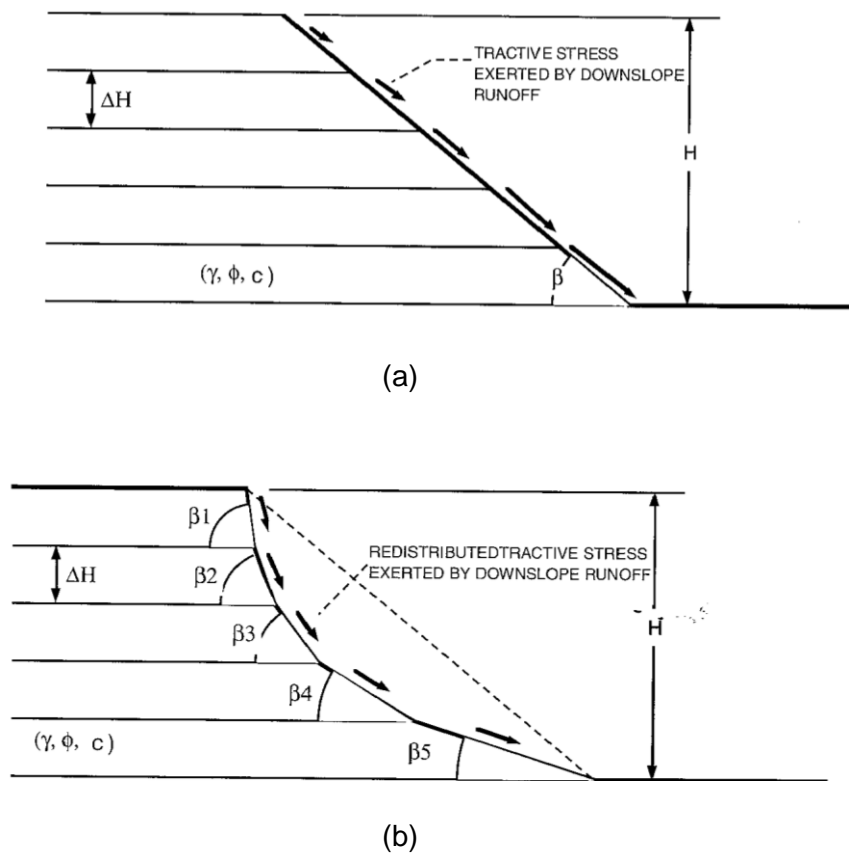 TRACTIVE STRESS
EXERTED BY DOWNSLOPE
RUNOFF
ΔH
H
(γ, ϕ, c)
β
(a)
β1
ΔH
β2
REDISTRIBUTEDTRACTIVE STRESS
EXERTED BY DOWNSLOPE RUNOFF
H
β3
β4
(γ, ϕ, c)
β5
(b)